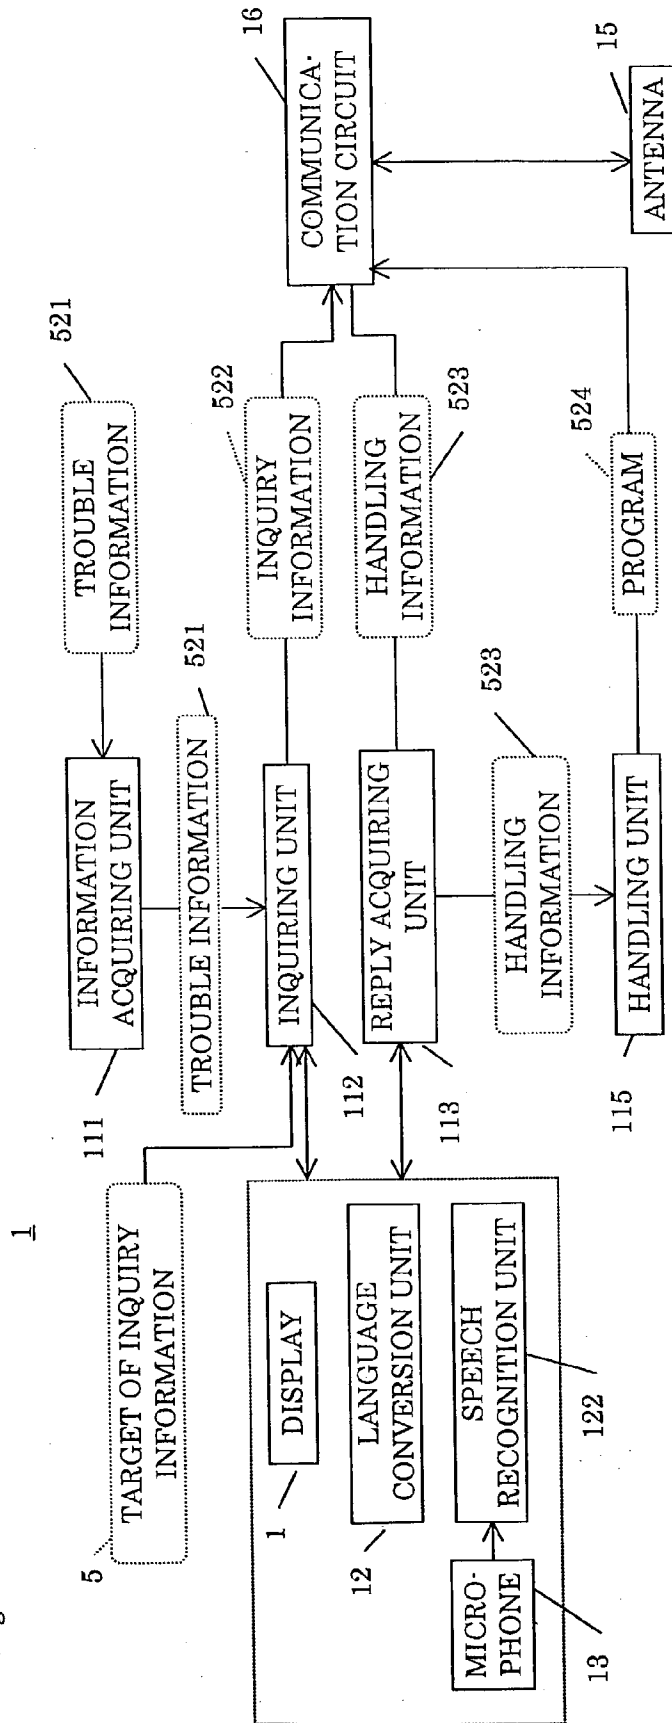 1
TROUBLE
INFORMATION
521
INFORMATION
ACQUIRING UNIT
111
TROUBLE INFORMATION
521
TARGET OF INQUIRY
INFORMATION
5
INQUIRING UNIT
112
INQUIRY
INFORMATION
522
COMMUNICA-
TION CIRCUIT
16
DISPLAY
1
LANGUAGE
CONVERSION UNIT
12
REPLY ACQUIRING
UNIT
113
HANDLING
INFORMATION
523
MICRO-
PHONE
13
SPEECH
RECOGNITION UNIT
122
HANDLING
INFORMATION
523
HANDLING UNIT
115
PROGRAM
524
ANTENNA
15